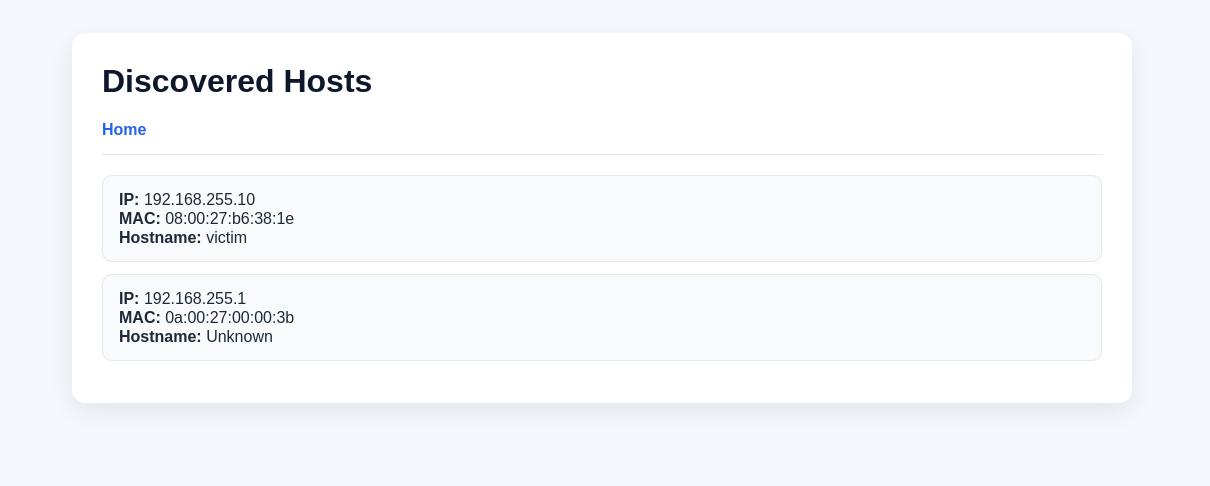 Discovered Hosts
Home
IP: 192.168.255.10
MAC: 08:00:27:b6:38:1e
Hostname: victim
IP: 192.168.255.1
MAC: 0a:00:27:00:00:3b
Hostname: Unknown